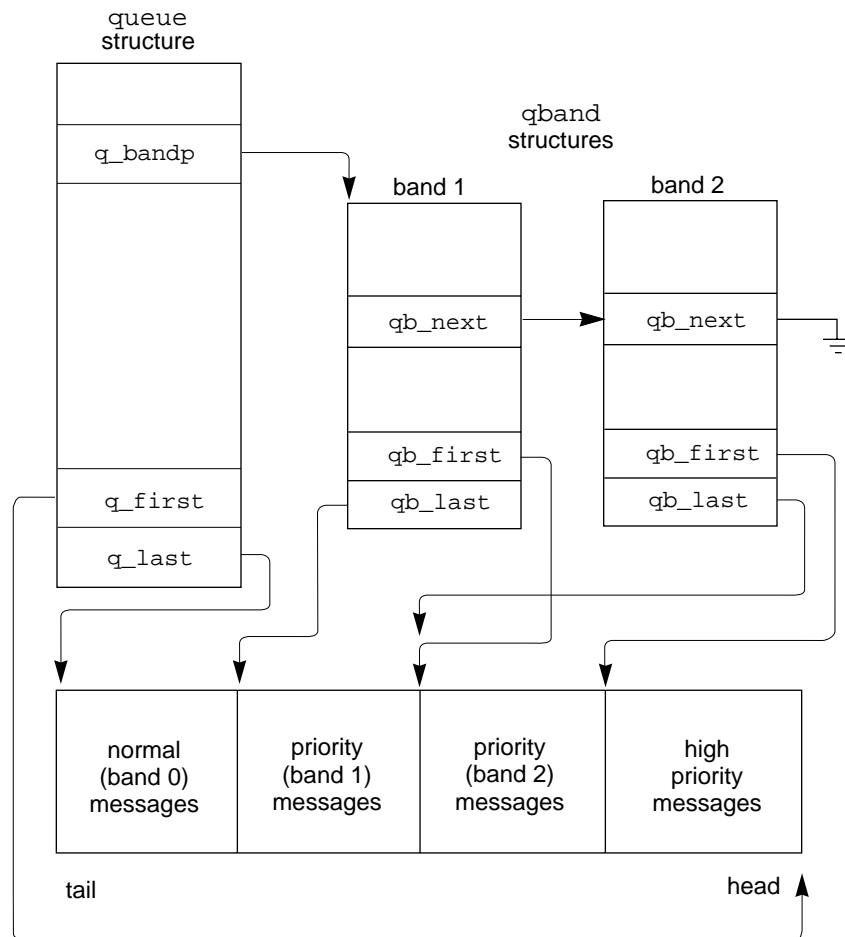 queue
structure
q_bandp
qband
structures
band 1
band 2
qb_next
qb_next
qb_first
qb_first
qb_last
qb_last
q_first
q_last
normal
(band 0)
messages
priority
(band 1)
messages
priority
(band 2)
messages
high
priority
messages
tail
head